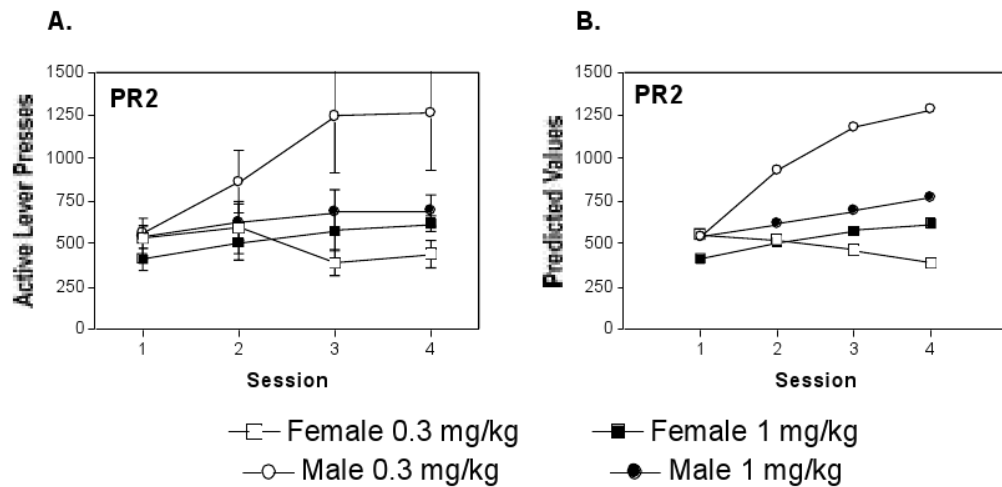 A.
B.
1500
1250
1000
750
500
250
0
PR2
Active Lever Presses
1 2 3 4
Session
1500
1250
1000
750
500
250
0
PR2
Predicted Values
1 2 3 4
Session
Female 0.3 mg/kg
Female 1 mg/kg
Male 0.3 mg/kg
Male 1 mg/kg